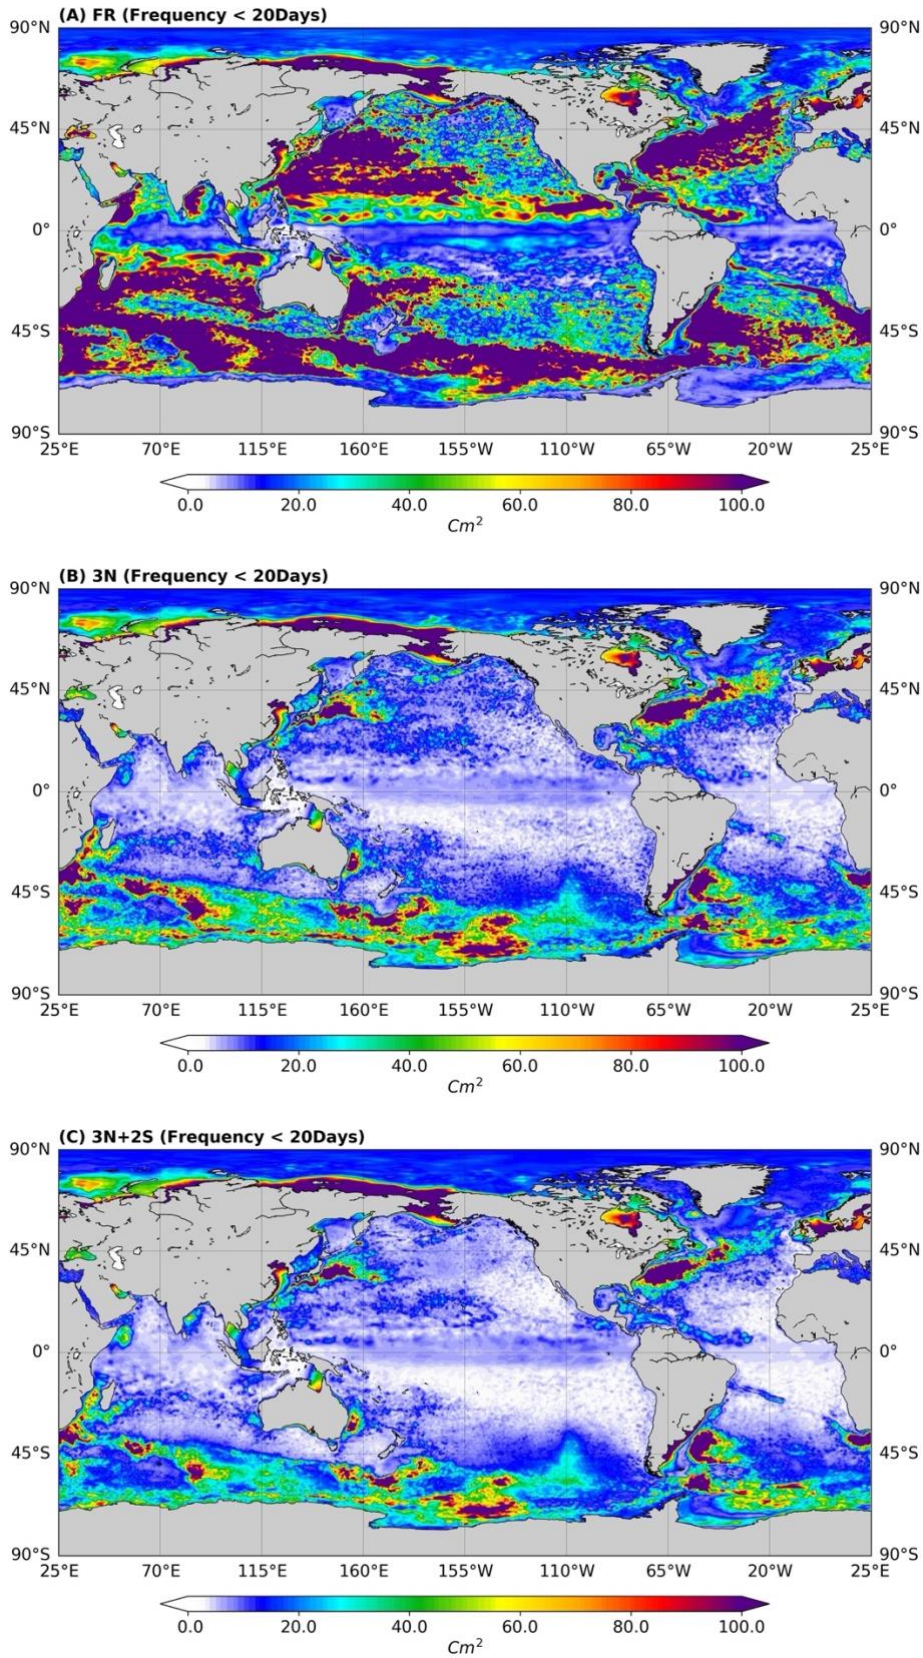 (A) FR (Frequency < 20Days)
90°N 90°N
45°N 45°N
0° 0°
45°S 45°S
90°S 90°S
25°E 70°E 115°E 160°E 155°W 110°W 65°W 20°W 25°E
0.0 20.0 40.0 60.0 80.0 100.0
Cm²
(B) 3N (Frequency < 20Days)
90°N 90°N
45°N 45°N
0° 0°
45°S 45°S
90°S 90°S
25°E 70°E 115°E 160°E 155°W 110°W 65°W 20°W 25°E
0.0 20.0 40.0 60.0 80.0 100.0
Cm²
(C) 3N+2S (Frequency < 20Days)
90°N 90°N
45°N 45°N
0° 0°
45°S 45°S
90°S 90°S
25°E 70°E 115°E 160°E 155°W 110°W 65°W 20°W 25°E
0.0 20.0 40.0 60.0 80.0 100.0
Cm²